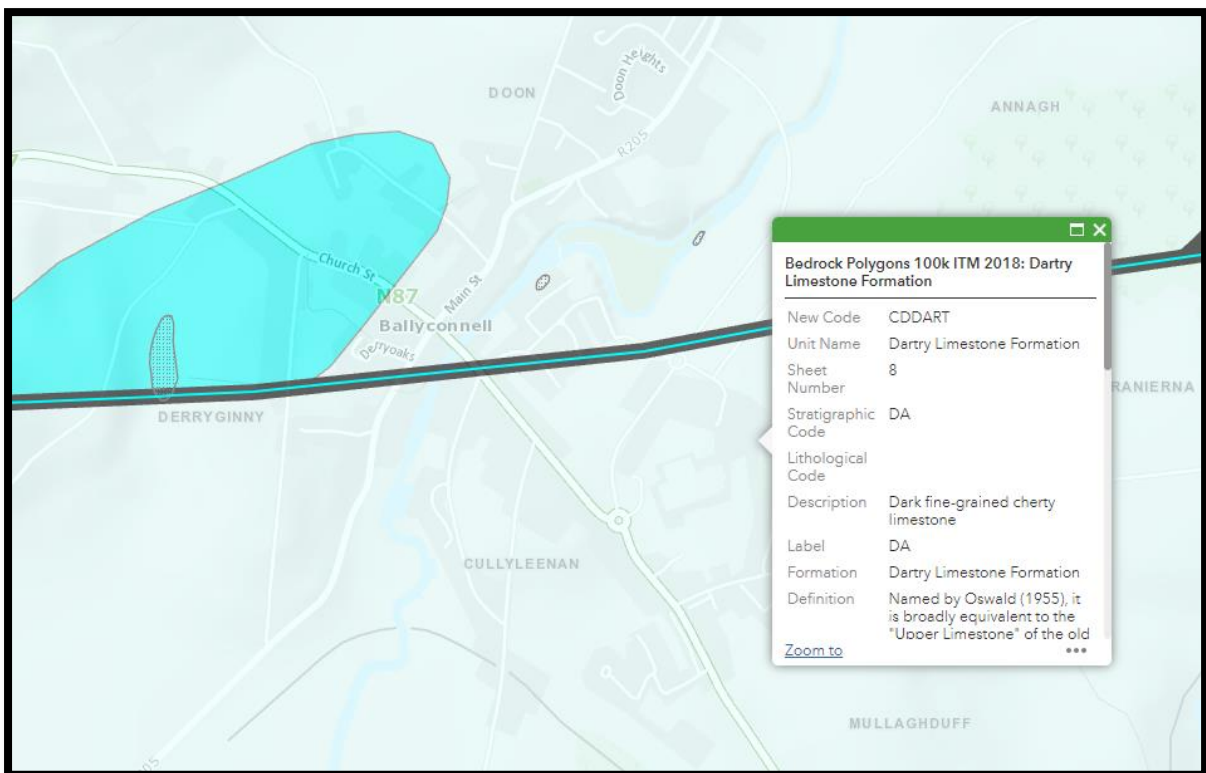 DOON
Doon Heights
R205
ANNAGH
Church St
N87
Main St
Ballyconnell
Derryoaks
DERRYGINNY
CULLYLEENAN
MULLAGHDUFF
RANIERNA
Bedrock Polygons 100k ITM 2018: Dartry
Limestone Formation
New Code CDDART
Unit Name Dartry Limestone Formation
Sheet 8
Number
Stratigraphic DA
Code
Lithological
Code
Description Dark fine-grained cherty
limestone
Label DA
Formation Dartry Limestone Formation
Definition Named by Oswald (1955), it
is broadly equivalent to the
"Upper Limestone" of the old
Zoom to